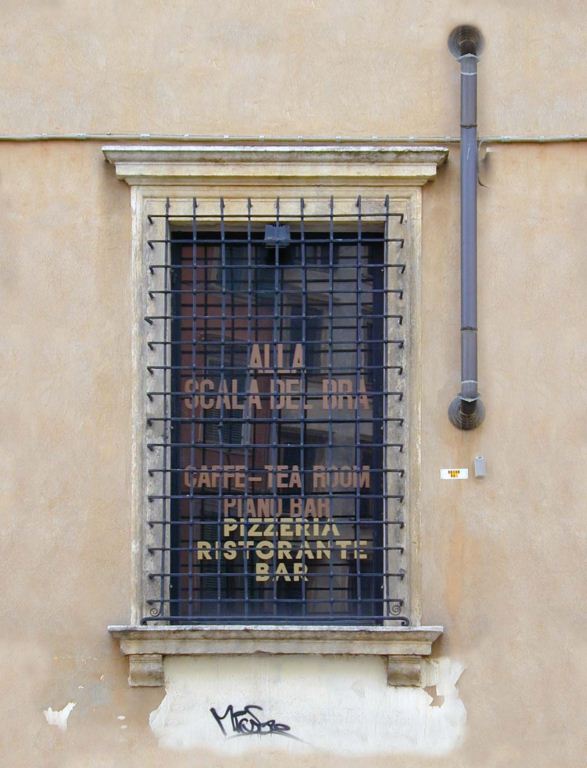 ALLA
SCALA DEL BRA
CAFFE-TEA ROOM
PIANO BAR
PIZZERIA
RISTORANTE
BAR